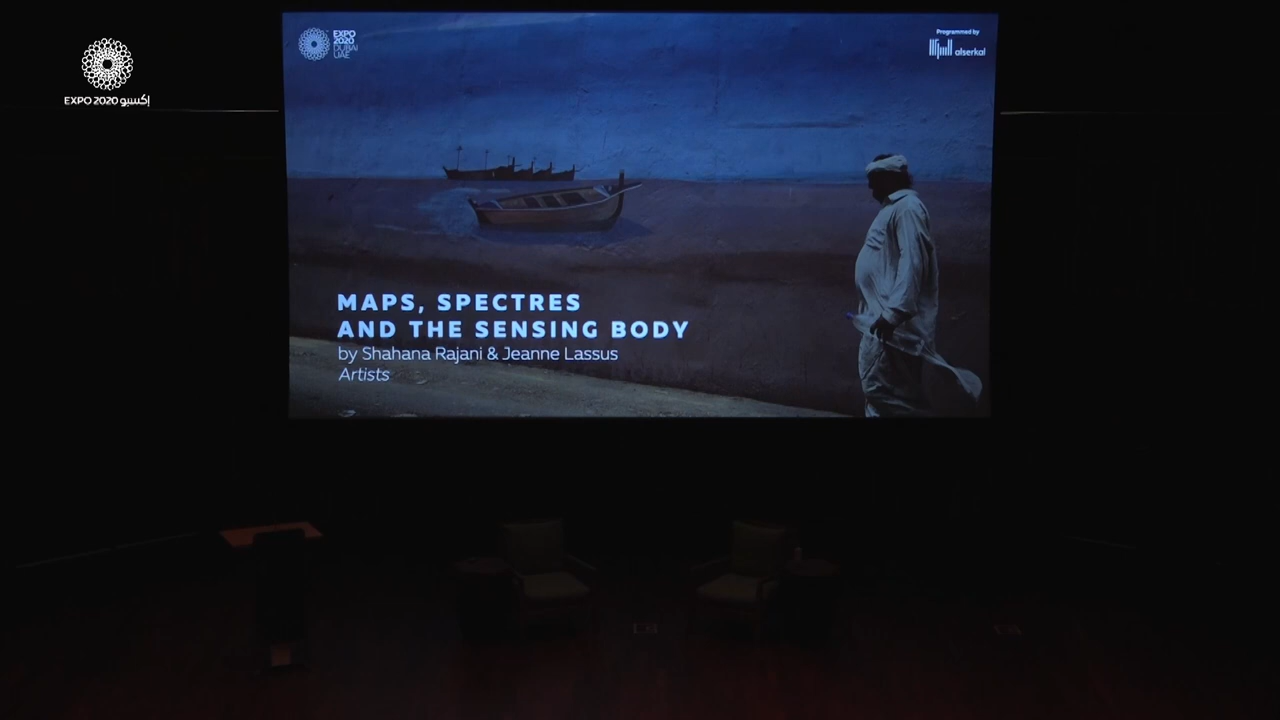 EXPO 2020 إكسبو
EXPO
2020
DUBAI
UAE
Programmed by
alserkal
MAPS, SPECTRES
AND THE SENSING BODY
by Shahana Rajani & Jeanne Lassus
Artists